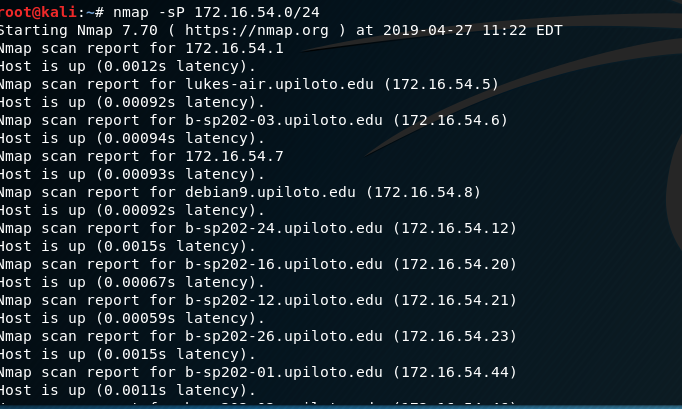 root@kali:~# nmap -sP 172.16.54.0/24
Starting Nmap 7.70 ( https://nmap.org ) at 2019-04-27 11:22 EDT
Nmap scan report for 172.16.54.1
Host is up (0.0012s latency).
Nmap scan report for lukes-air.upiloto.edu (172.16.54.5)
Host is up (0.00092s latency).
Nmap scan report for b-sp202-03.upiloto.edu (172.16.54.6)
Host is up (0.00094s latency).
Nmap scan report for 172.16.54.7
Host is up (0.00093s latency).
Nmap scan report for debian9.upiloto.edu (172.16.54.8)
Host is up (0.00092s latency).
Nmap scan report for b-sp202-24.upiloto.edu (172.16.54.12)
Host is up (0.0015s latency).
Nmap scan report for b-sp202-16.upiloto.edu (172.16.54.20)
Host is up (0.00067s latency).
Nmap scan report for b-sp202-12.upiloto.edu (172.16.54.21)
Host is up (0.00059s latency).
Nmap scan report for b-sp202-26.upiloto.edu (172.16.54.23)
Host is up (0.0015s latency).
Nmap scan report for b-sp202-01.upiloto.edu (172.16.54.44)
Host is up (0.0011s latency).